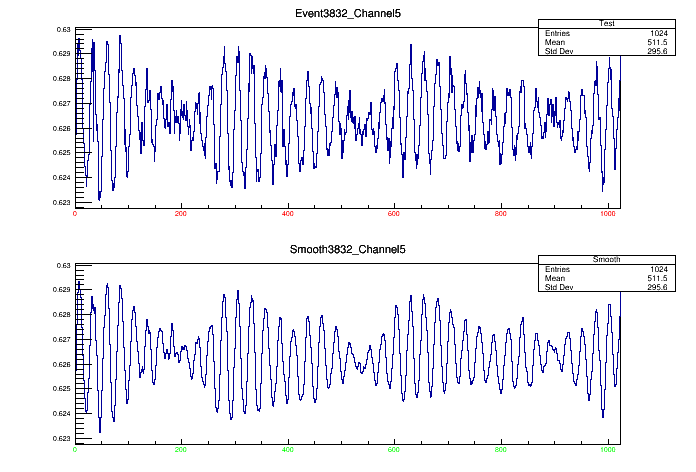 Event3832_Channel5
Test
Entries 1024
Mean 511.5
Std Dev 295.6
0.63
0.629
0.628
0.627
0.626
0.625
0.624
0.623
0 200 400 600 800 1000
Smooth3832_Channel5
Smooth
Entries 1024
Mean 511.5
Std Dev 295.6
0.63
0.629
0.628
0.627
0.626
0.625
0.624
0.623
0 200 400 600 800 1000